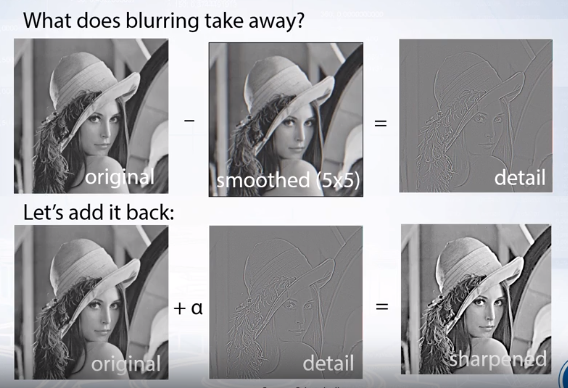 What does blurring take away?
original
−
smoothed (5x5)
=
detail
Let's add it back:
original
+ α
detail
=
sharpened